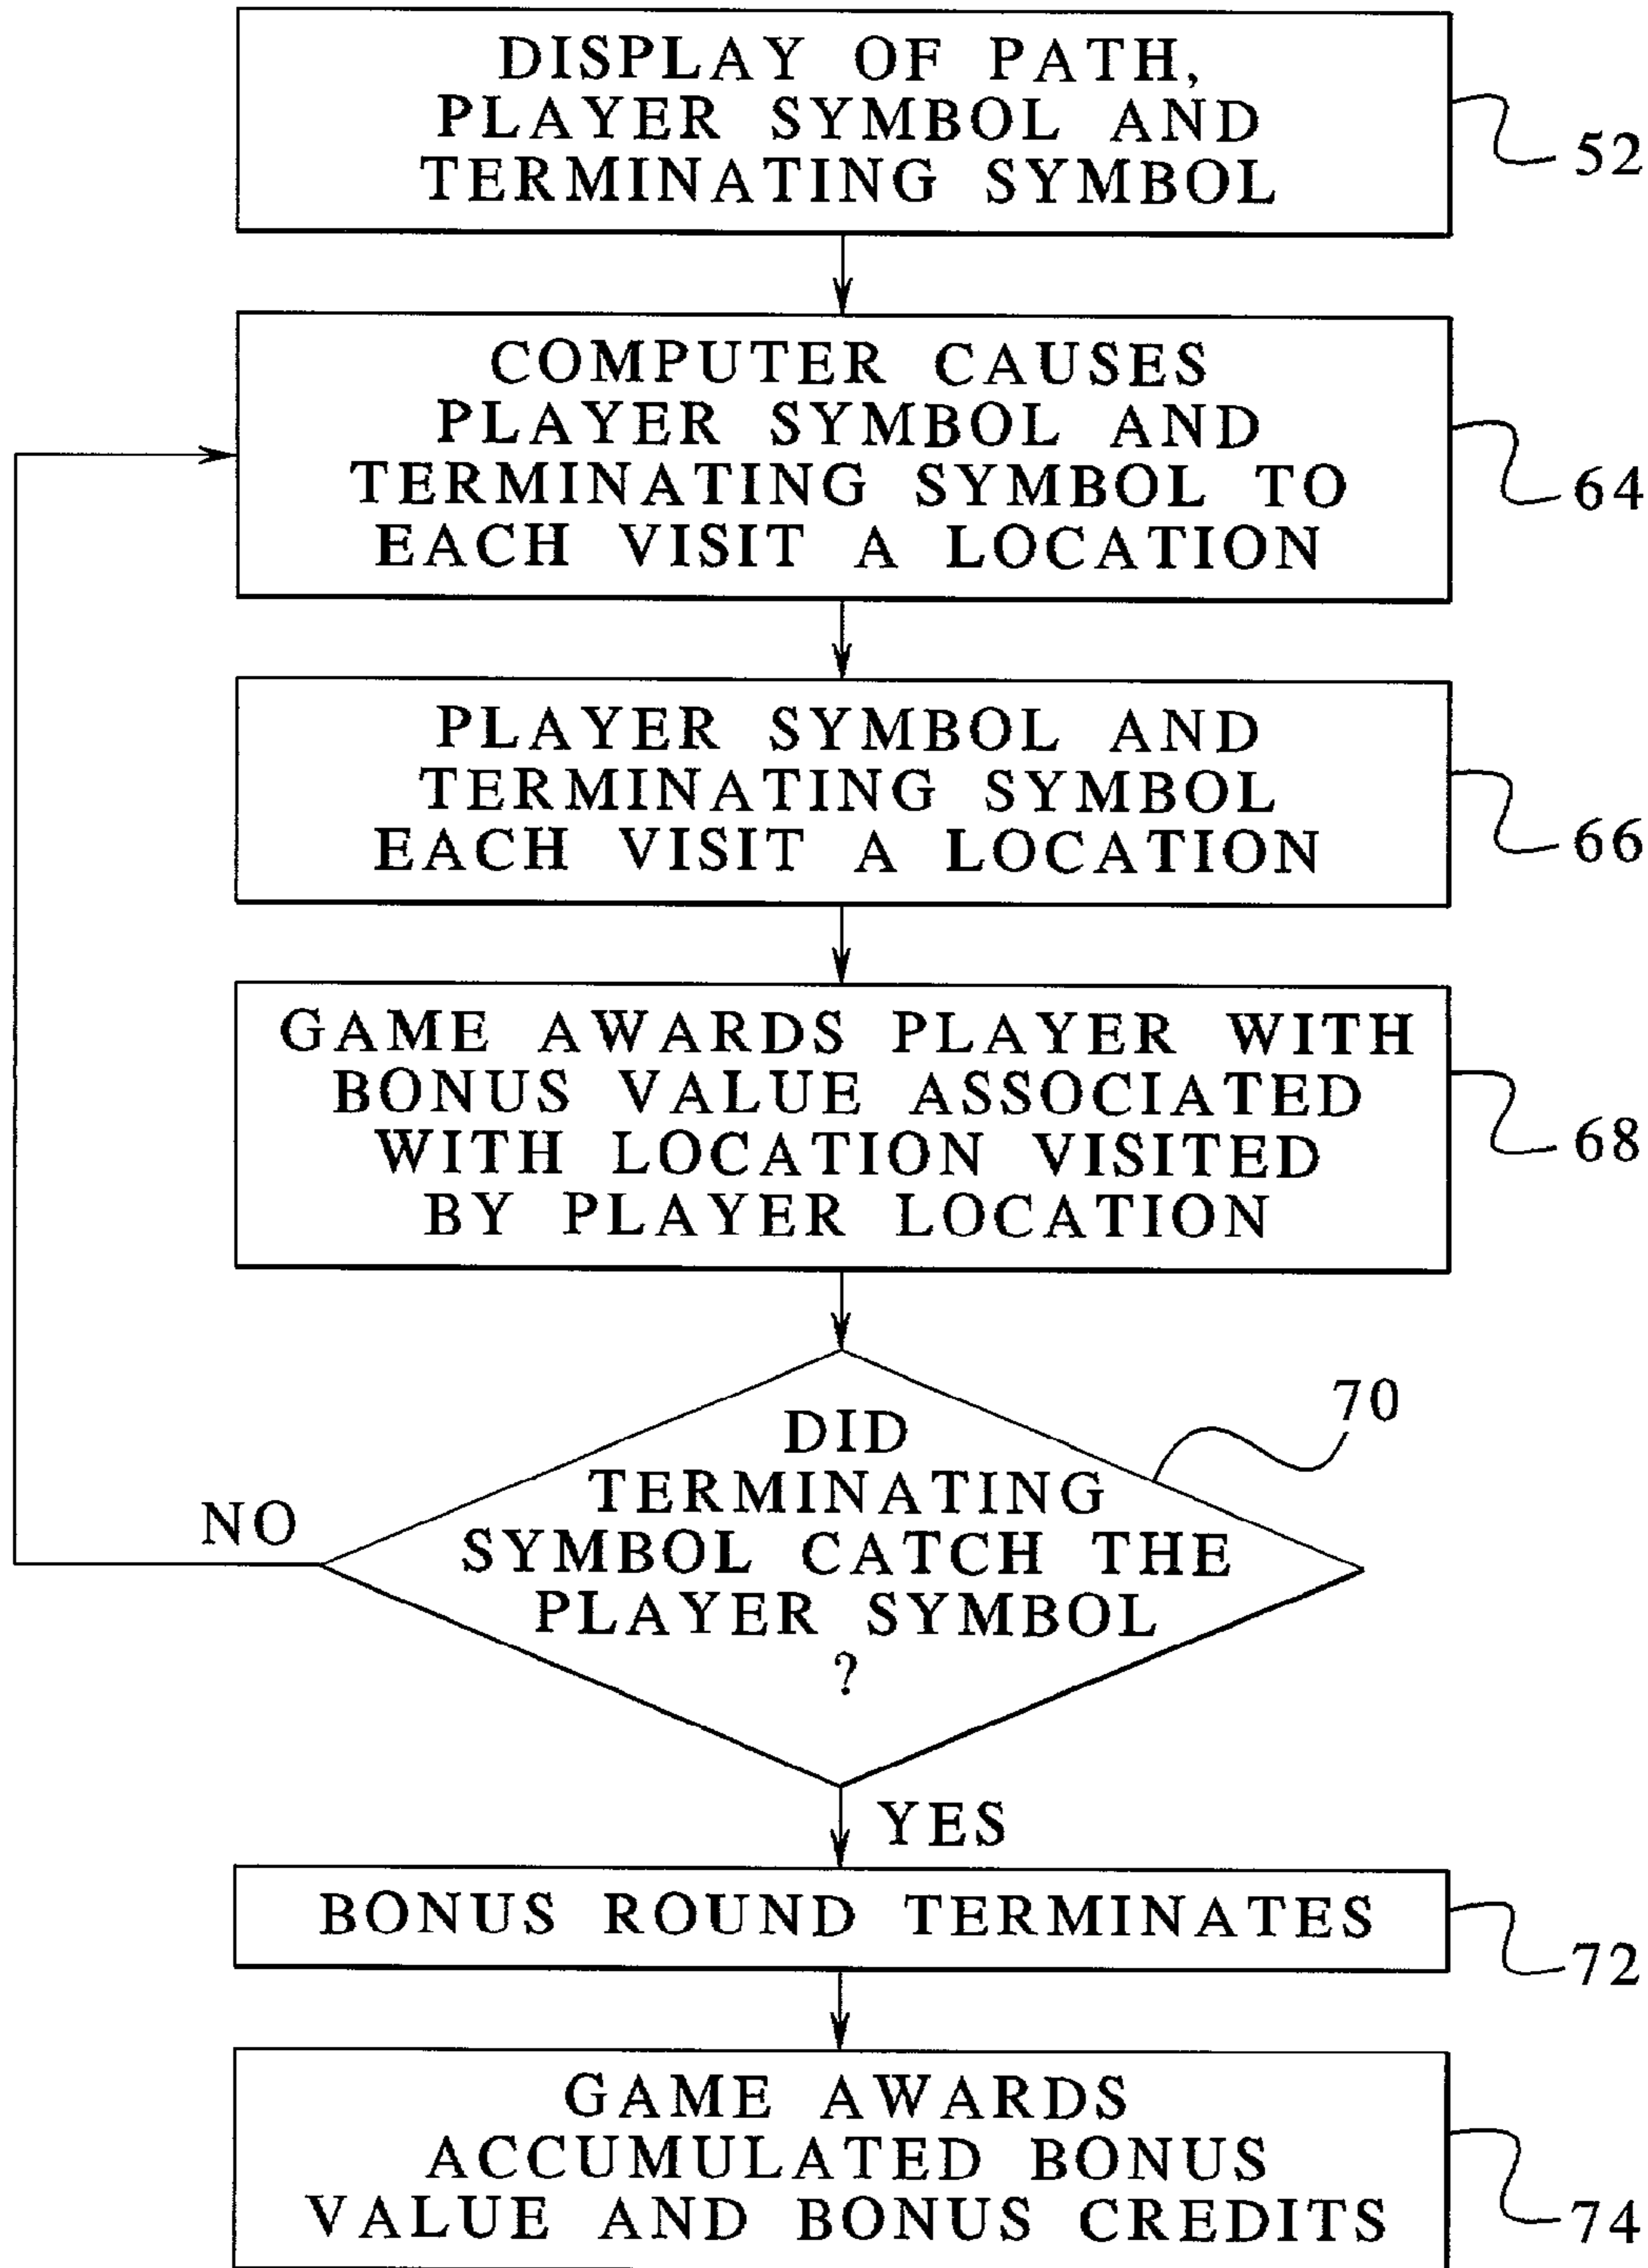 DISPLAY OF PATH,
PLAYER SYMBOL AND
TERMINATING SYMBOL
52
COMPUTER CAUSES
PLAYER SYMBOL AND
TERMINATING SYMBOL TO
EACH VISIT A LOCATION
64
PLAYER SYMBOL AND
TERMINATING SYMBOL
EACH VISIT A LOCATION
66
GAME AWARDS PLAYER WITH
BONUS VALUE ASSOCIATED
WITH LOCATION VISITED
BY PLAYER LOCATION
68
DID
TERMINATING
SYMBOL CATCH THE
PLAYER SYMBOL
?
70
NO
YES
BONUS ROUND TERMINATES
72
GAME AWARDS
ACCUMULATED BONUS
VALUE AND BONUS CREDITS
74